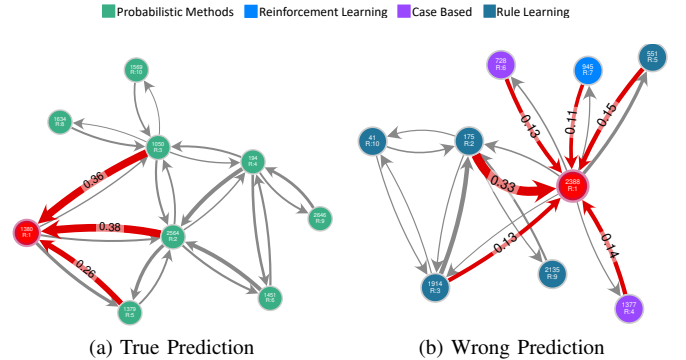 Probabilistic Methods Reinforcement Learning Case Based Rule Learning
1569
R:10
1634
R:8
1050
R:3
194
R:4
0.36
2646
R:9
1380
R:1
0.38
2564
R:2
0.26
1379
R:5
1451
R:6
728
R:6
945
R:7
551
R:5
0.13
0.11
0.15
41
R:10
175
R:2
0.33
2388
R:1
0.13
0.14
1914
R:3
2135
R:9
1377
R:4
(a) True Prediction
(b) Wrong Prediction